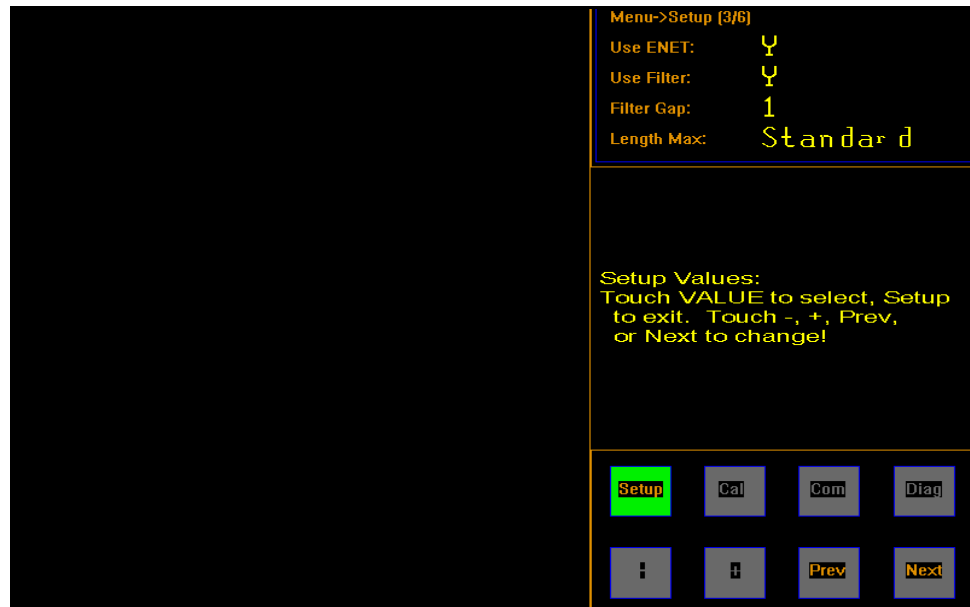 Menu->Setup (3/6)
Use ENET: Y
Use Filter: Y
Filter Gap: 1
Length Max: Standard
Setup Values:
Touch VALUE to select, Setup
to exit. Touch -, +, Prev,
or Next to change!
Setup Cal Com Diag
- + Prev Next